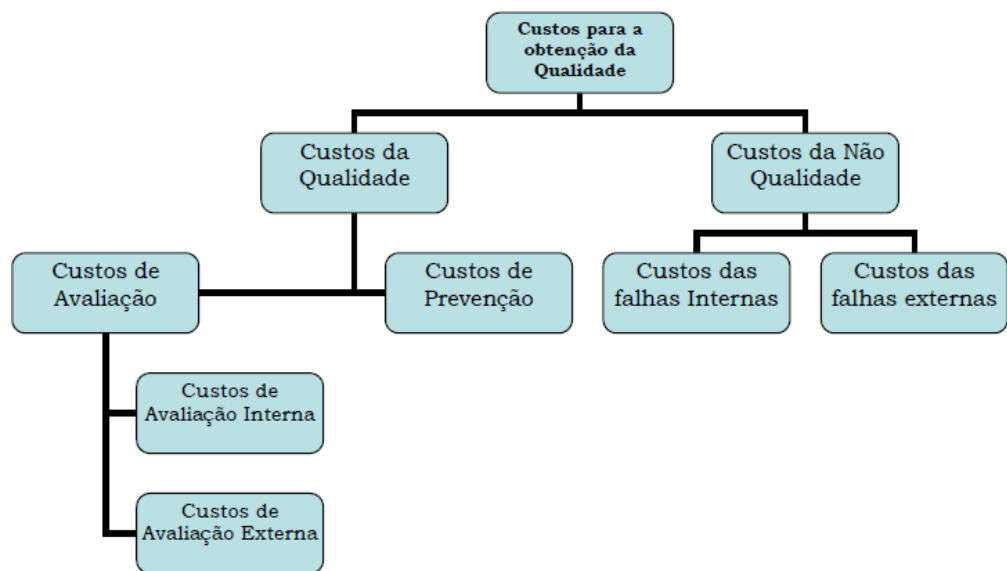 Custos para a
obtenção da
Qualidade
Custos da
Qualidade
Custos da Não
Qualidade
Custos de
Avaliação
Custos de
Prevenção
Custos das
falhas Internas
Custos das
falhas externas
Custos de
Avaliação Interna
Custos de
Avaliação Externa